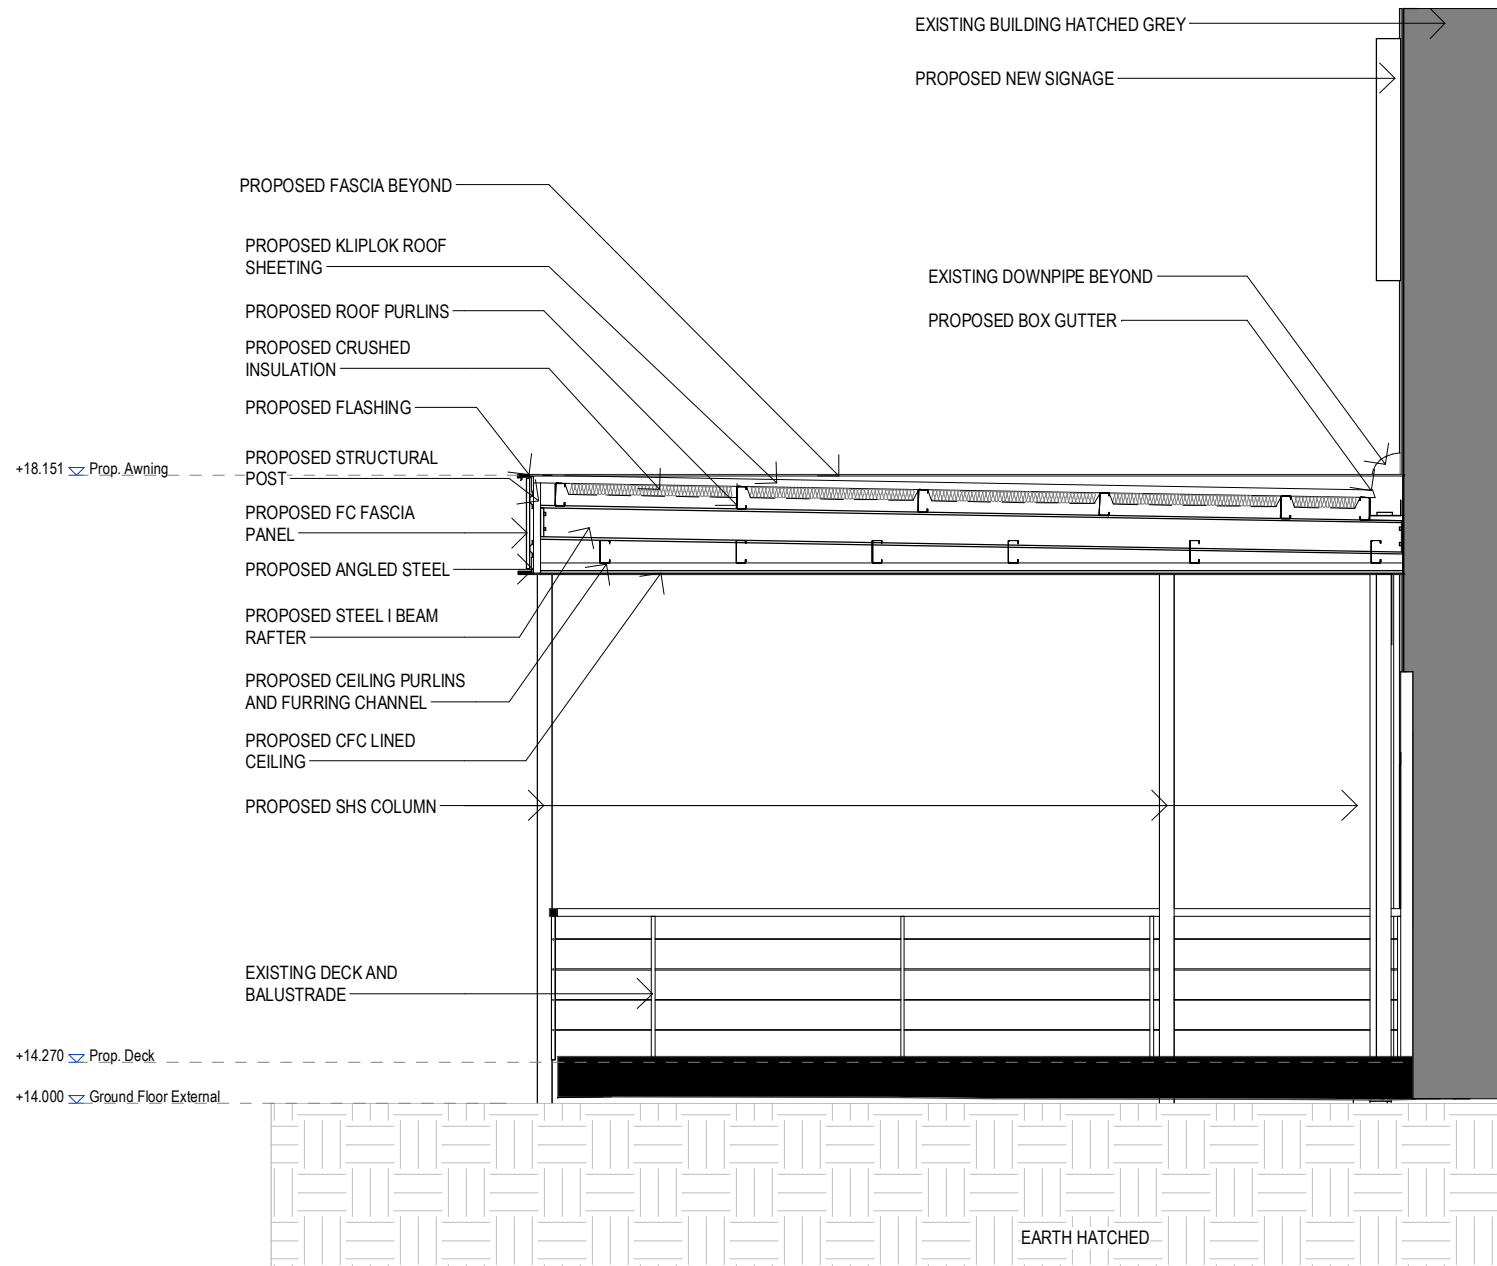 EXISTING BUILDING HATCHED GREY
PROPOSED NEW SIGNAGE
PROPOSED FASCIA BEYOND
PROPOSED KLIPLOK ROOF
SHEETING
EXISTING DOWNPIPE BEYOND
PROPOSED ROOF PURLINS
PROPOSED BOX GUTTER
PROPOSED CRUSHED
INSULATION
PROPOSED FLASHING
PROPOSED STRUCTURAL
POST
+18.151 Prop. Awning
PROPOSED FC FASCIA
PANEL
PROPOSED ANGLED STEEL
PROPOSED STEEL I BEAM
RAFTER
PROPOSED CEILING PURLINS
AND FURRING CHANNEL
PROPOSED CFC LINED
CEILING
PROPOSED SHS COLUMN
EXISTING DECK AND
BALUSTRADE
+14.270 Prop. Deck
+14.000 Ground Floor External
EARTH HATCHED